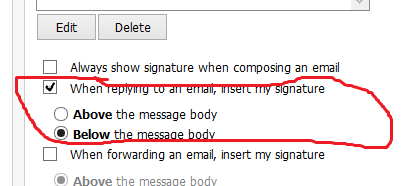 Edit Delete
Always show signature when composing an email
When replying to an email, insert my signature
Above the message body
Below the message body
When forwarding an email, insert my signature
Above the message body